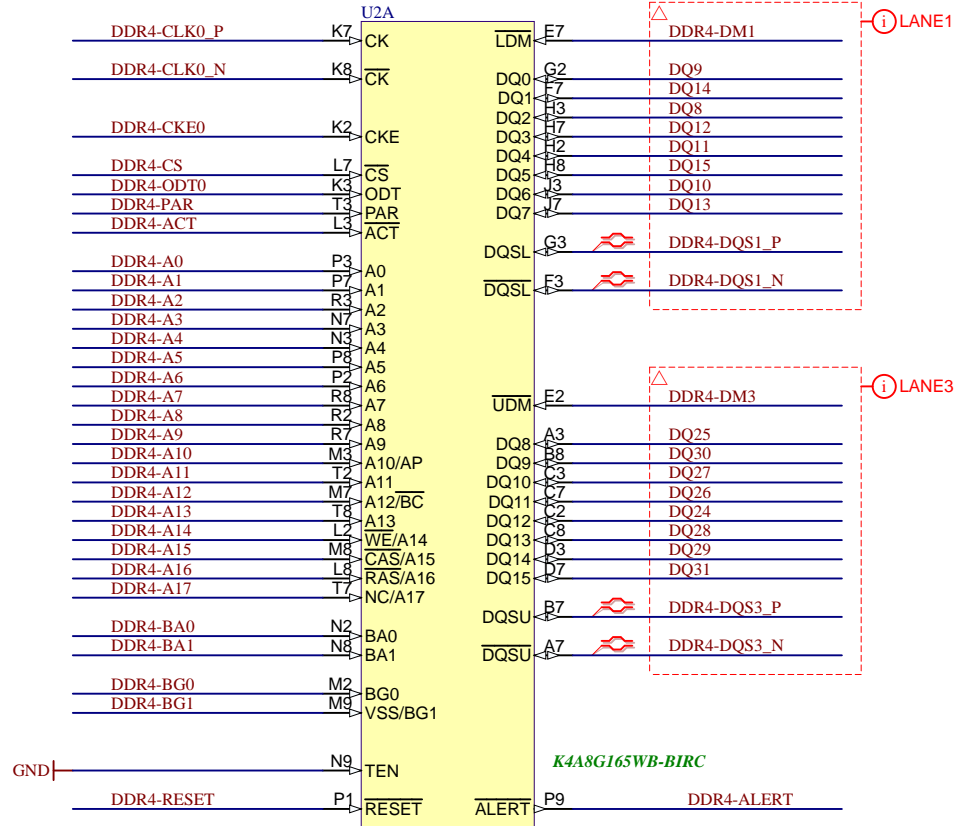 U2A
DDR4-CLK0_P K7 CK LDM E7 DDR4-DM1 i LANE1
DDR4-CLK0_N K8 CK DQ0 G2 DQ9
DQ1 F7 DQ14
DQ2 H3 DQ8
DDR4-CKE0 K2 CKE DQ3 H7 DQ12
DQ4 H2 DQ11
DDR4-CS L7 CS DQ5 H8 DQ15
DDR4-ODT0 K3 ODT DQ6 J3 DQ10
DDR4-PAR T3 PAR DQ7 J7 DQ13
DDR4-ACT L3 ACT
DQSL G3 DDR4-DQS1_P
DDR4-A0 P3 A0
DDR4-A1 P7 A1 DQSL F3 DDR4-DQS1_N
DDR4-A2 R3 A2
DDR4-A3 N7 A3
DDR4-A4 N3 A4
DDR4-A5 P8 A5
DDR4-A6 P2 A6 i LANE3
DDR4-A7 R8 A7 UDM E2 DDR4-DM3
DDR4-A8 R2 A8
DDR4-A9 R7 A9 DQ8 A3 DQ25
DDR4-A10 M3 A10/AP DQ9 B8 DQ30
DDR4-A11 T2 A11 DQ10 C3 DQ27
DDR4-A12 M7 A12/BC DQ11 C7 DQ26
DDR4-A13 T8 A13 DQ12 C2 DQ24
DDR4-A14 L2 WE/A14 DQ13 C8 DQ28
DDR4-A15 M8 CAS/A15 DQ14 D3 DQ29
DDR4-A16 L8 RAS/A16 DQ15 D7 DQ31
DDR4-A17 T7 NC/A17
DQSU B7 DDR4-DQS3_P
DDR4-BA0 N2 BA0
DDR4-BA1 N8 BA1 DQSU A7 DDR4-DQS3_N
DDR4-BG0 M2 BG0
DDR4-BG1 M9 VSS/BG1
GND N9 TEN K4A8G165WB-BIRC
DDR4-RESET P1 RESET ALERT P9 DDR4-ALERT